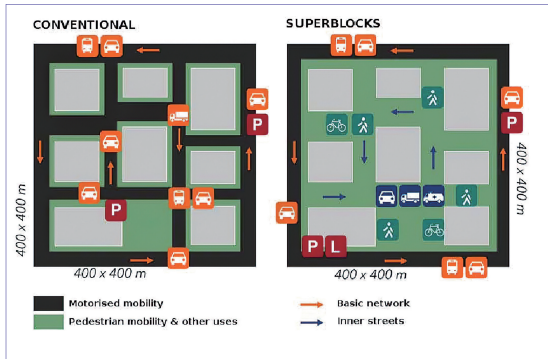 CONVENTIONAL
SUPERBLOCKS
P
P
400 x 400 m
400 x 400 m
P
P L
400 x 400 m
400 x 400 m
Motorised mobility
Basic network
Pedestrian mobility & other uses
Inner streets